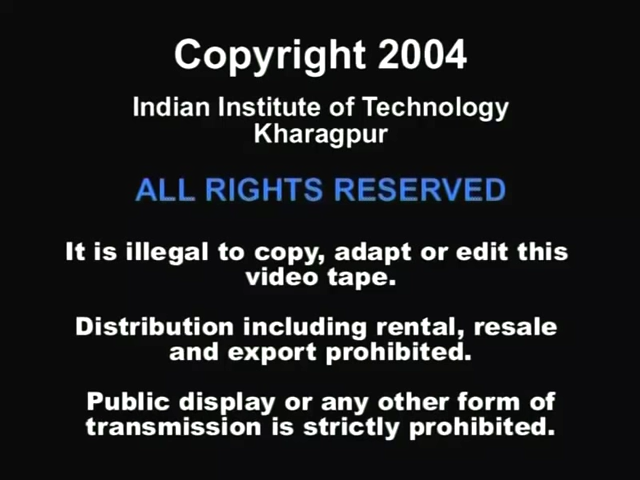 Copyright 2004
Indian Institute of Technology
Kharagpur
ALL RIGHTS RESERVED
It is illegal to copy, adapt or edit this
video tape.
Distribution including rental, resale
and export prohibited.
Public display or any other form of
transmission is strictly prohibited.